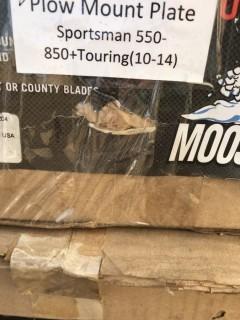 Plow Mount Plate
Sportsman 550-
850+Touring(10-14)
OR COUNTY BLADES
USA
MOOS